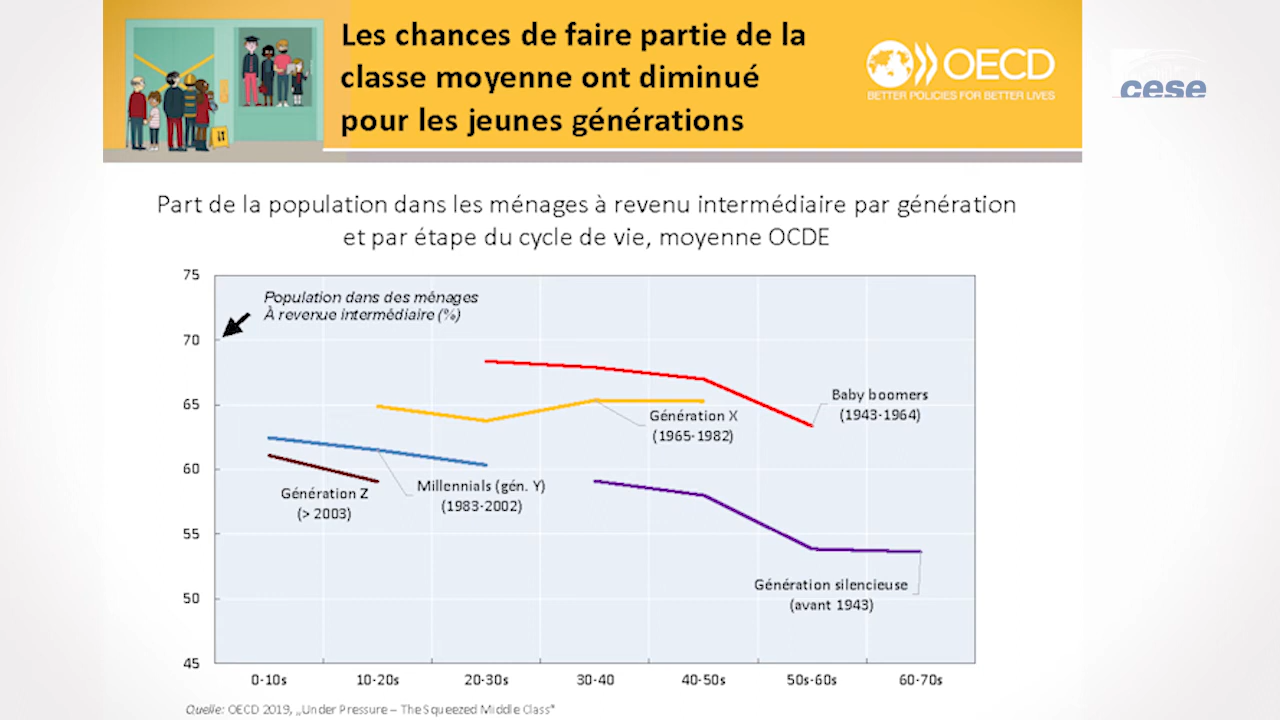 Les chances de faire partie de la
classe moyenne ont diminué
pour les jeunes générations
OECD
BETTER POLICIES FOR BETTER LIVES
cese
Part de la population dans les ménages à revenu intermédiaire par génération
et par étape du cycle de vie, moyenne OCDE
75
Population dans des ménages
À revenue intermédiaire (%)
70
65
60
55
50
45
Baby boomers
(1943-1964)
Génération X
(1965-1982)
Millennials (gén. Y)
(1983-2002)
Génération Z
(> 2003)
Génération silencieuse
(avant 1943)
0-10s 10-20s 20-30s 30-40 40-50s 50s-60s 60-70s
Quelle: OECD 2019, „Under Pressure – The Squeezed Middle Class"